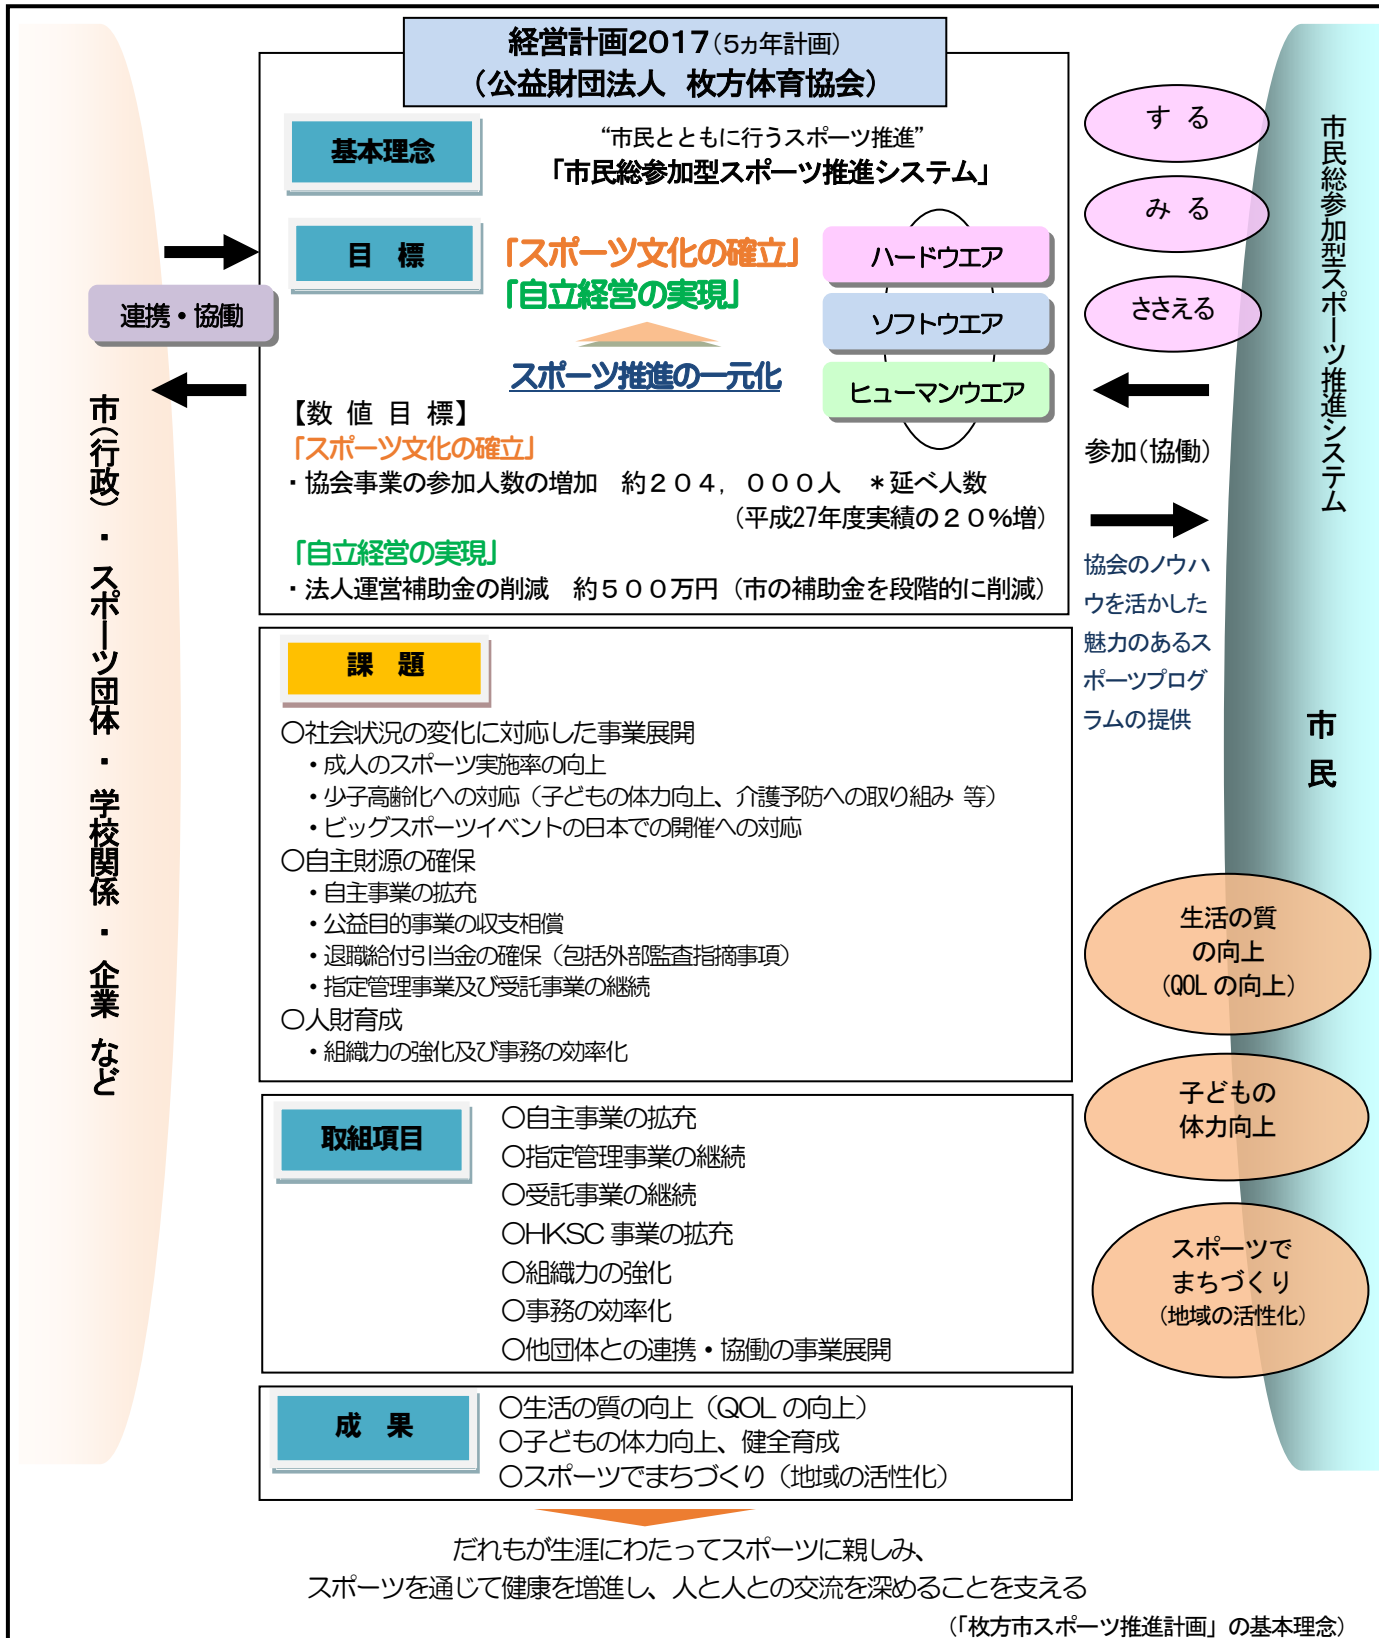 経営計画2017(5ヵ年計画)
(公益財団法人 枚方体育協会)
基本理念
“市民とともに行うスポーツ推進”
「市民総参加型スポーツ推進システム」
目 標
「スポーツ文化の確立」
「自立経営の実現」
スポーツ推進の一元化
ハードウエア
ソフトウエア
ヒューマンウエア
【数 値 目 標】
「スポーツ文化の確立」
・協会事業の参加人数の増加 約204,000人 *延べ人数
(平成27年度実績の20%増)
「自立経営の実現」
・法人運営補助金の削減 約500万円(市の補助金を段階的に削減)
連携・協働
市(行政)・スポーツ団体・学校関係・企業 など
課 題
○社会状況の変化に対応した事業展開
・成人のスポーツ実施率の向上
・少子高齢化への対応(子どもの体力向上、介護予防への取り組み 等)
・ビッグスポーツイベントの日本での開催への対応
○自主財源の確保
・自主事業の拡充
・公益目的事業の収支相償
・退職給付引当金の確保(包括外部監査指摘事項)
・指定管理事業及び受託事業の継続
○人財育成
・組織力の強化及び事務の効率化
取組項目
○自主事業の拡充
○指定管理事業の継続
○受託事業の継続
○HKSC 事業の拡充
○組織力の強化
○事務の効率化
○他団体との連携・協働の事業展開
成 果
○生活の質の向上(QOL の向上)
○子どもの体力向上、健全育成
○スポーツでまちづくり(地域の活性化)
する
みる
ささえる
参加(協働)
協会のノウハ
ウを活かした
魅力のあるス
ポーツプログ
ラムの提供
市民総参加型スポーツ推進システム
市民
生活の質
の向上
(QOL の向上)
子どもの
体力向上
スポーツで
まちづくり
(地域の活性化)
だれもが生涯にわたってスポーツに親しみ、
スポーツを通じて健康を増進し、人と人との交流を深めることを支える
(「枚方市スポーツ推進計画」の基本理念)